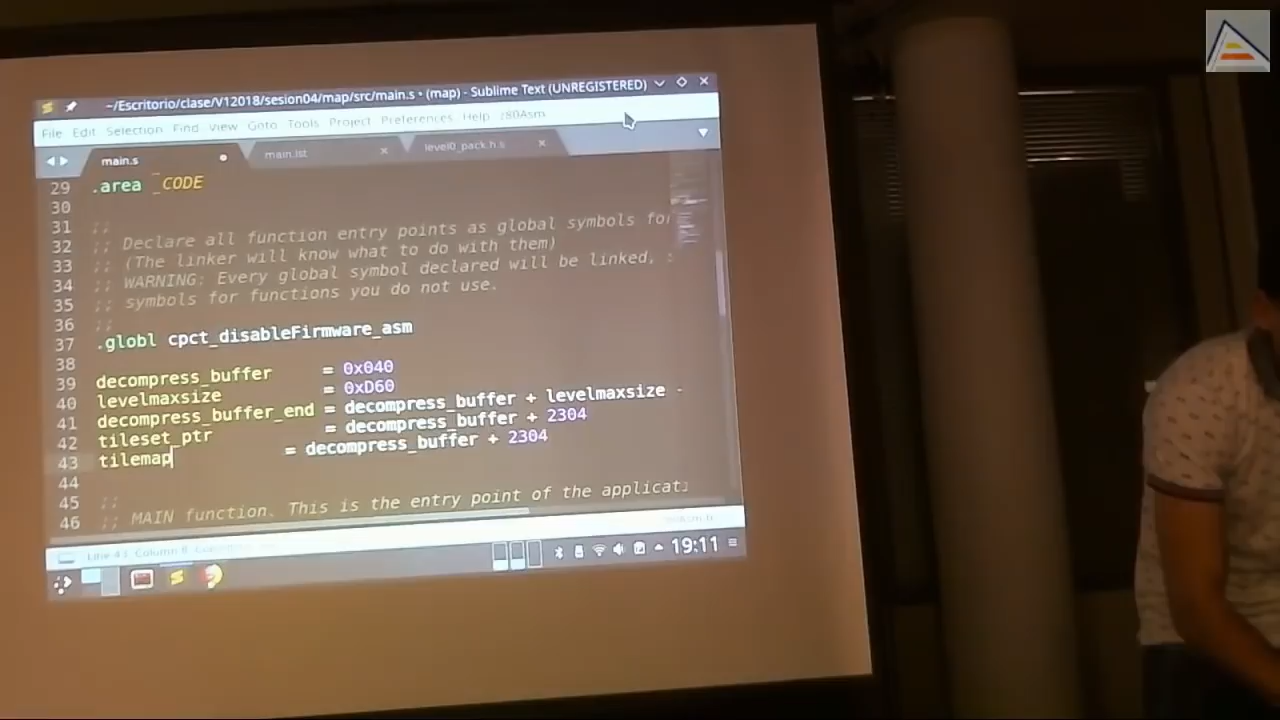 ~/Escritorio/clase/V12018/sesion04/map/src/main.s • (map) - Sublime Text (UNREGISTERED)
File Edit Selection Find View Goto Tools Project Preferences Help z80Asm
main.s main.lst level0_pack.h.s
29 .area _CODE
30
31 ;;
32 ;; Declare all function entry points as global symbols for
33 ;; (The linker will know what to do with them)
34 ;; WARNING: Every global symbol declared will be linked,
35 ;; symbols for functions you do not use.
36 ;;
37 .globl cpct_disableFirmware_asm
38
39 decompress_buffer = 0x040
40 levelmaxsize = 0xD60
41 decompress_buffer_end = decompress_buffer + levelmaxsize -
42 tileset_ptr = decompress_buffer + 2304
43 tilemap = decompress_buffer + 2304
44
45 ;;
46 ;; MAIN function. This is the entry point of the applicat
Line 43, Column 8
19:11